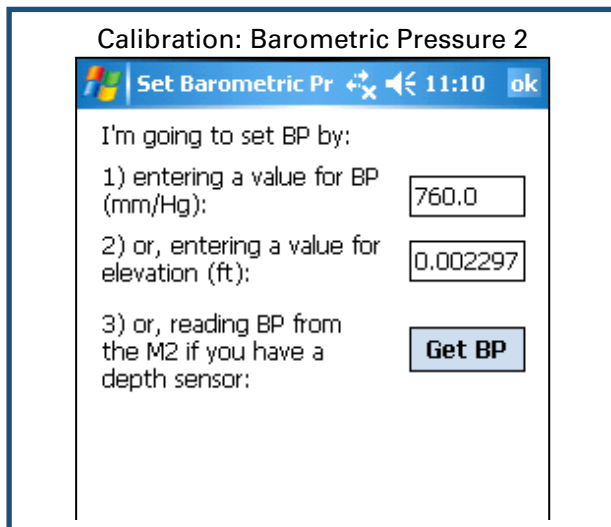 Calibration: Barometric Pressure 2
Set Barometric Pr 11:10 ok
I'm going to set BP by:
1) entering a value for BP
(mm/Hg):
760.0
2) or, entering a value for
elevation (ft):
0.002297
3) or, reading BP from
the M2 if you have a
depth sensor:
Get BP